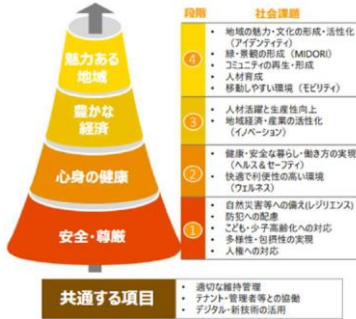 段階
社会課題
魅力ある
地域
豊かな
経済
心身の健康
安全・尊厳
4
• 地域の魅力・文化の形成・活性化
(アイデンティティ)
• 緑・景観の形成(MIDORI)
• コミュニティの再生・形成
• 人材育成
• 移動しやすい環境(モビリティ)
3
• 人材活躍と生産性向上
• 地域経済・産業の活性化
(イノベーション)
2
• 健康・安全な暮らし・働き方の実現
(ヘルス&セーフティ)
• 快適で利便性の高い環境
(ウェルネス)
1
• 自然災害等への備え(レジリエンス)
• 防犯への配慮
• こども・少子高齢化への対応
• 多様性・包摂性の実現
• 人権への対応
共通する項目
• 適切な維持管理
• テナント・管理者等との協働
• デジタル・新技術の活用